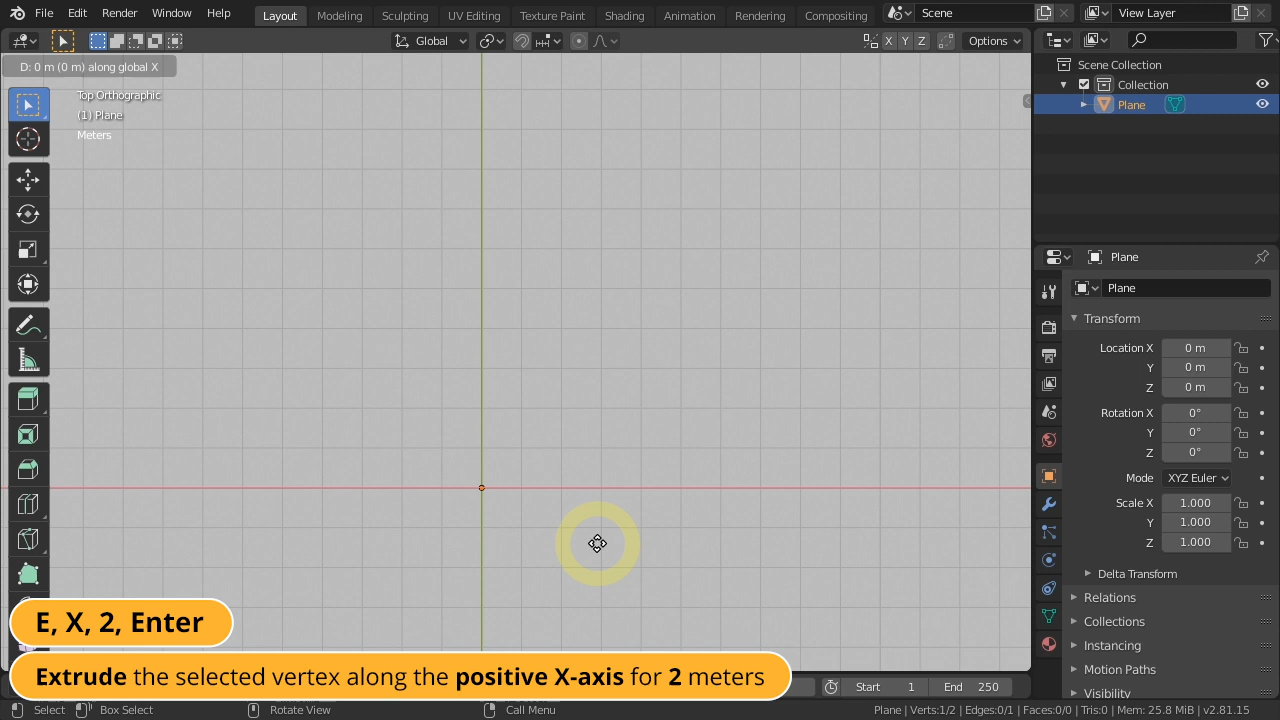 File Edit Render Window Help Layout Modeling Sculpting UV Editing Texture Paint Shading Animation Rendering Compositing Scene View Layer
Global X Y Z Options
D: 0 m (0 m) along global X
Scene Collection
Top Orthographic
Collection
(1) Plane
Plane
Meters
Plane
Plane
Transform
Location X 0 m
Y 0 m
Z 0 m
Rotation X 0°
Y 0°
Z 0°
Mode XYZ Euler
Scale X 1.000
Y 1.000
Z 1.000
Delta Transform
Relations
Collections
Instancing
Motion Paths
Visibility
E, X, 2, Enter
Extrude the selected vertex along the positive X-axis for 2 meters
Start 1 End 250
Select Box Select Rotate View Call Menu Plane | Verts:1/2 | Edges:0/1 | Faces:0/0 | Tris:0 | Mem: 25.8 MiB | v2.81.15